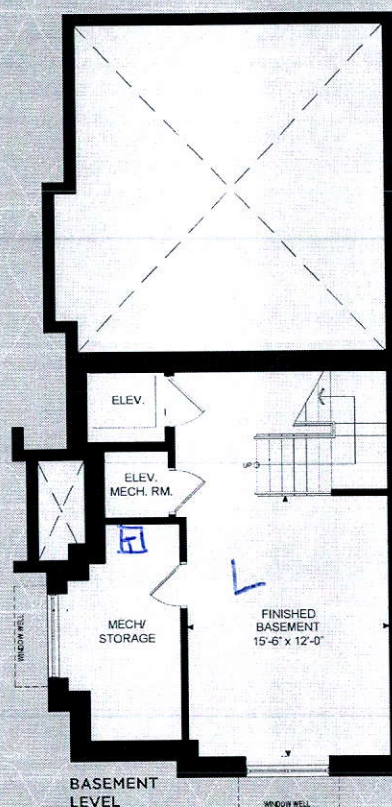 ELEV.
ELEV.
MECH. RM.
UP
MECH/
STORAGE
FINISHED
BASEMENT
15'-6" x 12'-0"
WINDOW WELL
BASEMENT
LEVEL
WINDOW WELL